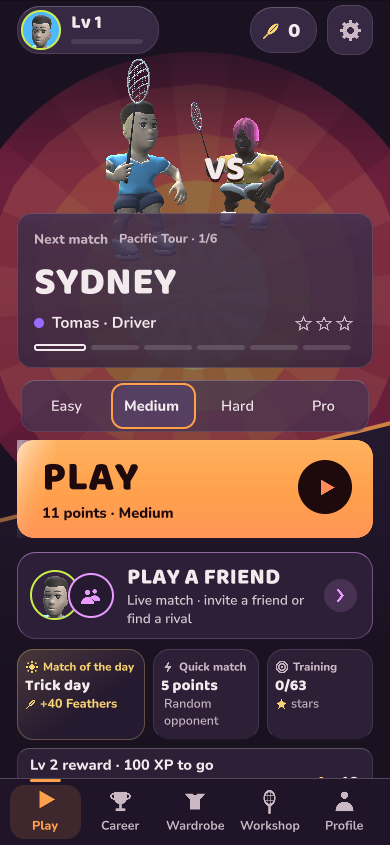 Lv 1
0
VS
Next match Pacific Tour · 1/6
SYDNEY
Tomas · Driver
Easy Medium Hard Pro
PLAY
11 points · Medium
PLAY A FRIEND
Live match · invite a friend or
find a rival
Match of the day
Trick day
+40 Feathers
Quick match
5 points
Random
opponent
Training
0/63
stars
Lv 2 reward · 100 XP to go
Play Career Wardrobe Workshop Profile